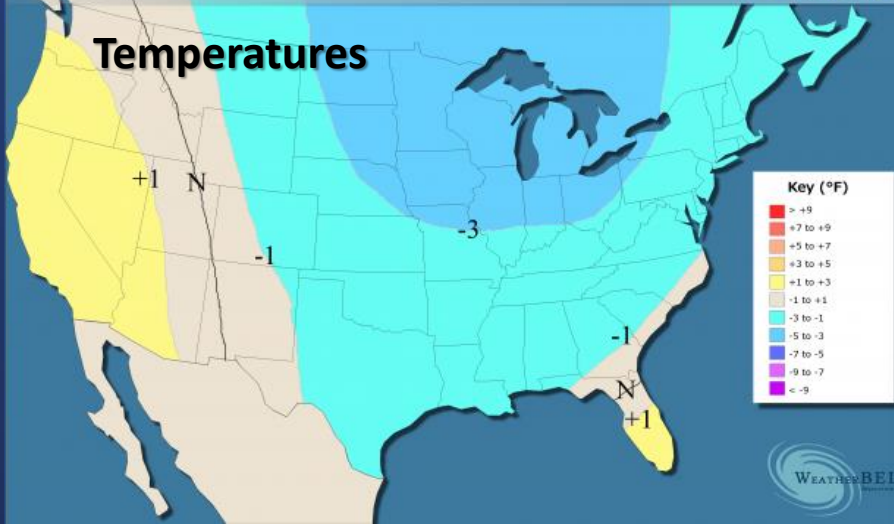 Temperatures
+1
N
-1
-3
-1
N
+1
Key (°F)
> +9
+7 to +9
+5 to +7
+3 to +5
+1 to +3
-1 to +1
-3 to -1
-5 to -3
-7 to -5
-9 to -7
< -9